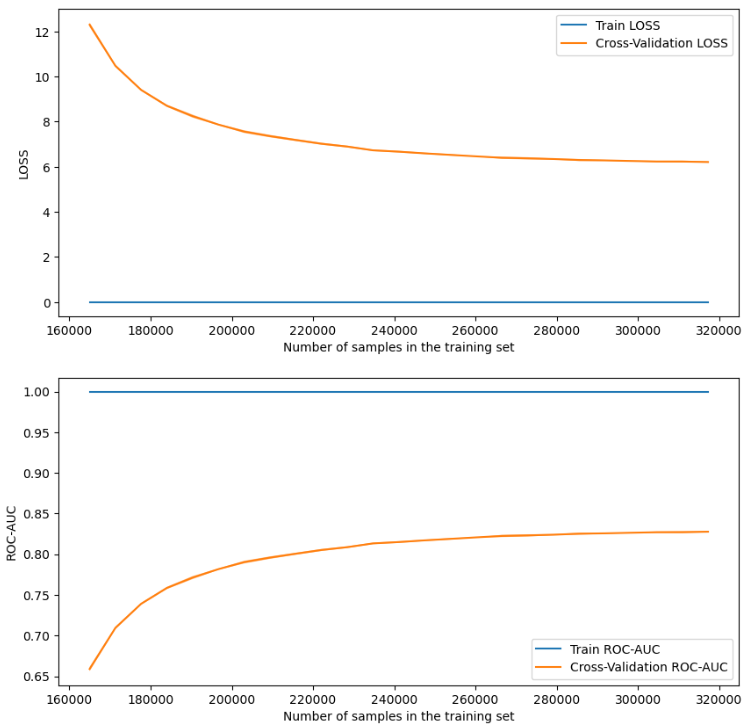 Train LOSS
Cross-Validation LOSS
12
10
8
6
4
2
0
LOSS
160000 180000 200000 220000 240000 260000 280000 300000 320000
Number of samples in the training set
1.00
0.95
0.90
0.85
0.80
0.75
0.70
0.65
ROC-AUC
Train ROC-AUC
Cross-Validation ROC-AUC
160000 180000 200000 220000 240000 260000 280000 300000 320000
Number of samples in the training set